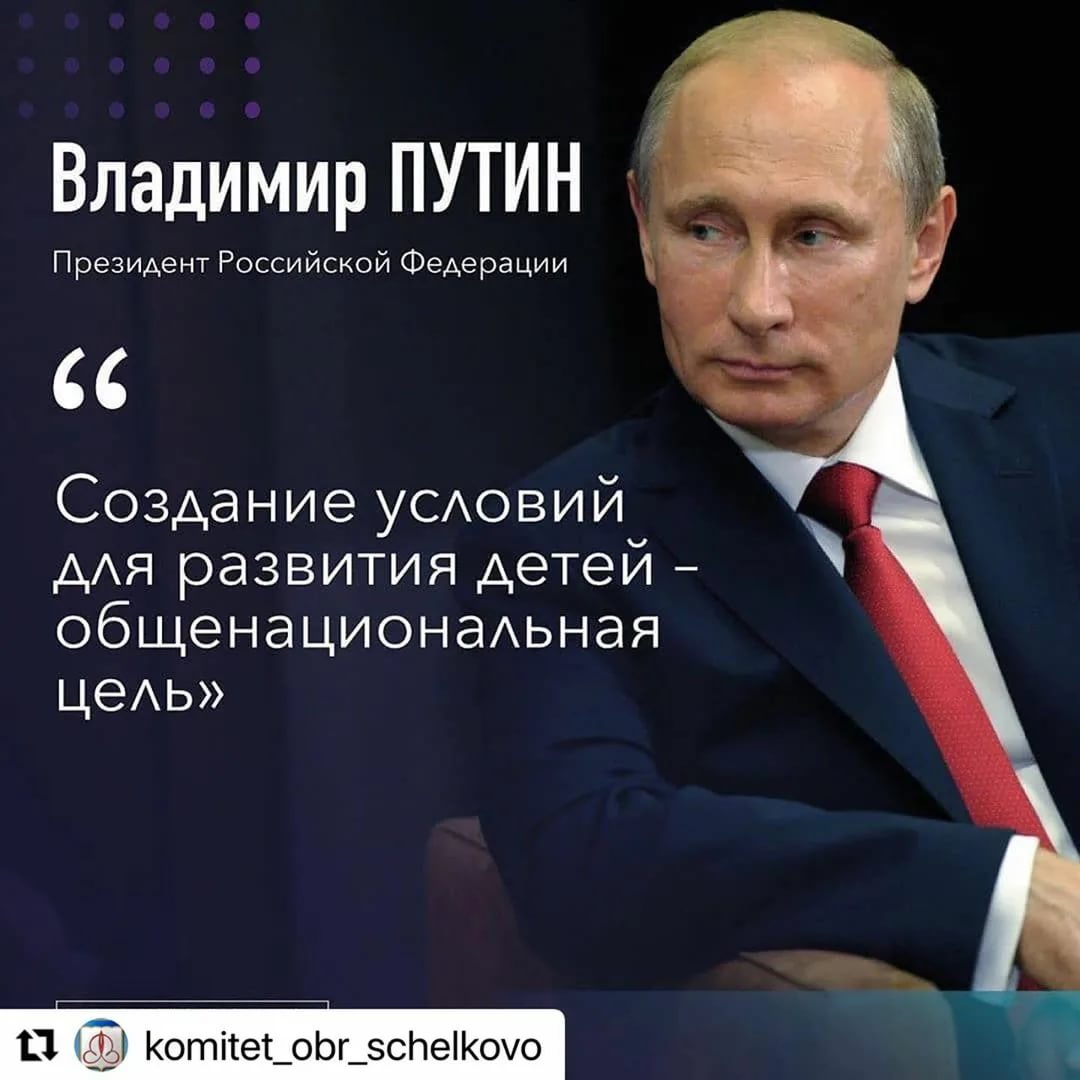 Владимир ПУТИН
Президент Российской Федерации
“
Создание условий
для развития детей –
общенациональная
цель»
komitet_obr_schelkovo